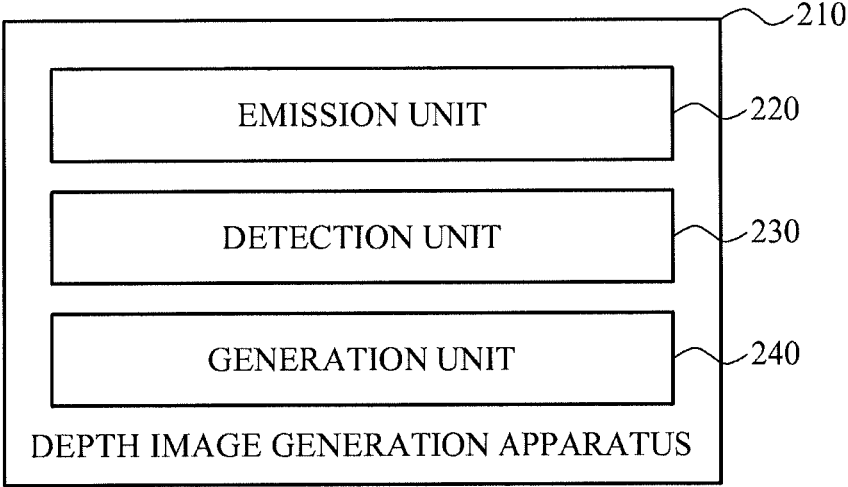 210
EMISSION UNIT
220
DETECTION UNIT
230
GENERATION UNIT
240
DEPTH IMAGE GENERATION APPARATUS